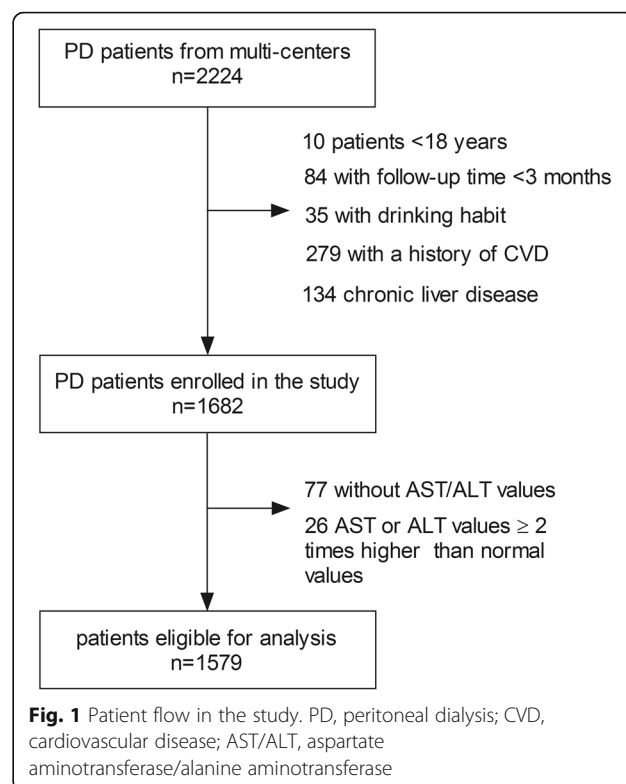 PD patients from multi-centers
n=2224
10 patients <18 years
84 with follow-up time <3 months
35 with drinking habit
279 with a history of CVD
134 chronic liver disease
PD patients enrolled in the study
n=1682
77 without AST/ALT values
26 AST or ALT values ≥ 2
times higher than normal
values
patients eligible for analysis
n=1579
Fig. 1 Patient flow in the study. PD, peritoneal dialysis; CVD,
cardiovascular disease; AST/ALT, aspartate
aminotransferase/alanine aminotransferase